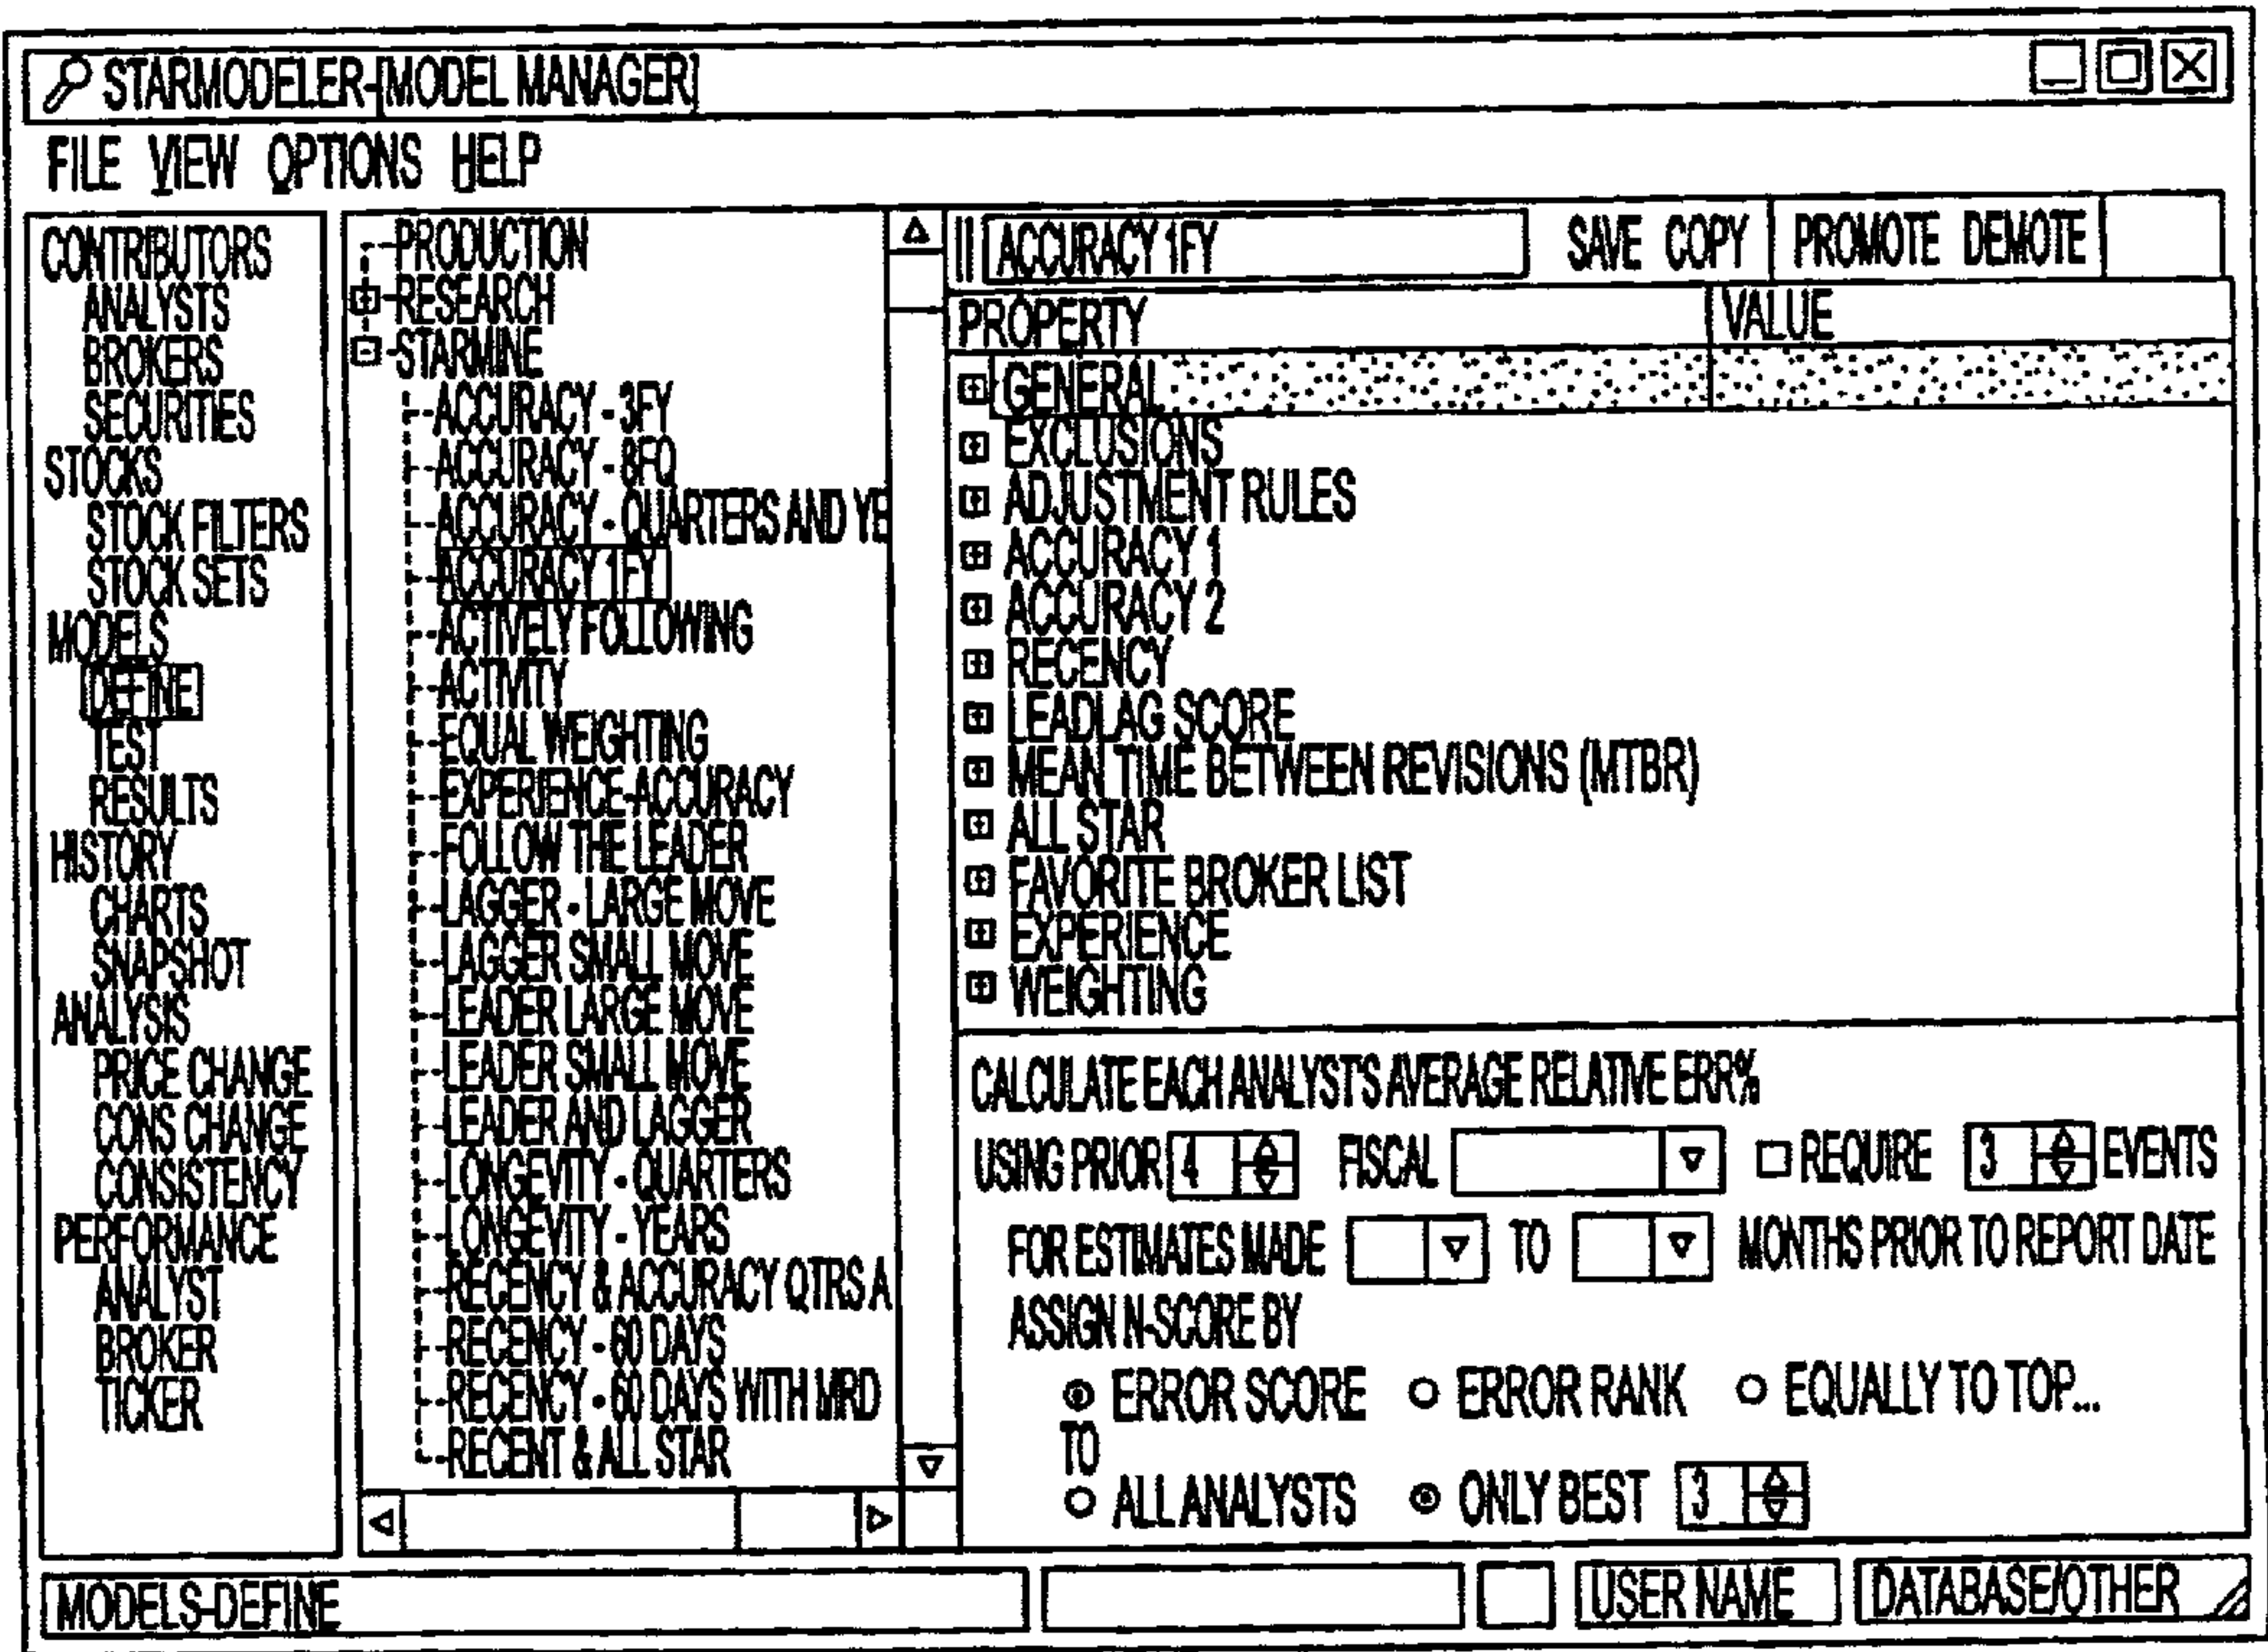 STARMODELER-[MODEL MANAGER]
FILE VIEW OPTIONS HELP
CONTRIBUTORS
ANALYSTS
BROKERS
SECURITIES
STOCKS
STOCK FILTERS
STOCK SETS
MODELS
DEFINE
TEST
RESULTS
HISTORY
CHARTS
SNAPSHOT
ANALYSIS
PRICE CHANGE
CONS CHANGE
CONSISTENCY
PERFORMANCE
ANALYST
BROKER
TICKER
PRODUCTION
RESEARCH
STARMINE
ACCURACY - 3FY
ACCURACY - 8FQ
ACCURACY - QUARTERS AND YE
ACCURACY 1FY
ACTIVELY FOLLOWING
ACTIVITY
EQUAL WEIGHTING
EXPERIENCE-ACCURACY
FOLLOW THE LEADER
LAGGER - LARGE MOVE
LAGGER SMALL MOVE
LEADER LARGE MOVE
LEADER SMALL MOVE
LEADER AND LAGGER
LONGEVITY - QUARTERS
LONGEVITY - YEARS
RECENCY & ACCURACY QTRS A
RECENCY - 60 DAYS
RECENCY - 60 DAYS WITH MRD
RECENT & ALL STAR
ACCURACY 1FY SAVE COPY PROMOTE DEMOTE
PROPERTY VALUE
GENERAL
EXCLUSIONS
ADJUSTMENT RULES
ACCURACY 1
ACCURACY 2
RECENCY
LEADLAG SCORE
MEAN TIME BETWEEN REVISIONS (MTBR)
ALL STAR
FAVORITE BROKER LIST
EXPERIENCE
WEIGHTING
CALCULATE EACH ANALYST'S AVERAGE RELATIVE ERR%
USING PRIOR 4 FISCAL REQUIRE 3 EVENTS
FOR ESTIMATES MADE TO MONTHS PRIOR TO REPORT DATE
ASSIGN N-SCORE BY
ERROR SCORE ERROR RANK EQUALLY TO TOP...
TO
ALL ANALYSTS ONLY BEST 3
MODELS-DEFINE USER NAME DATABASE/OTHER